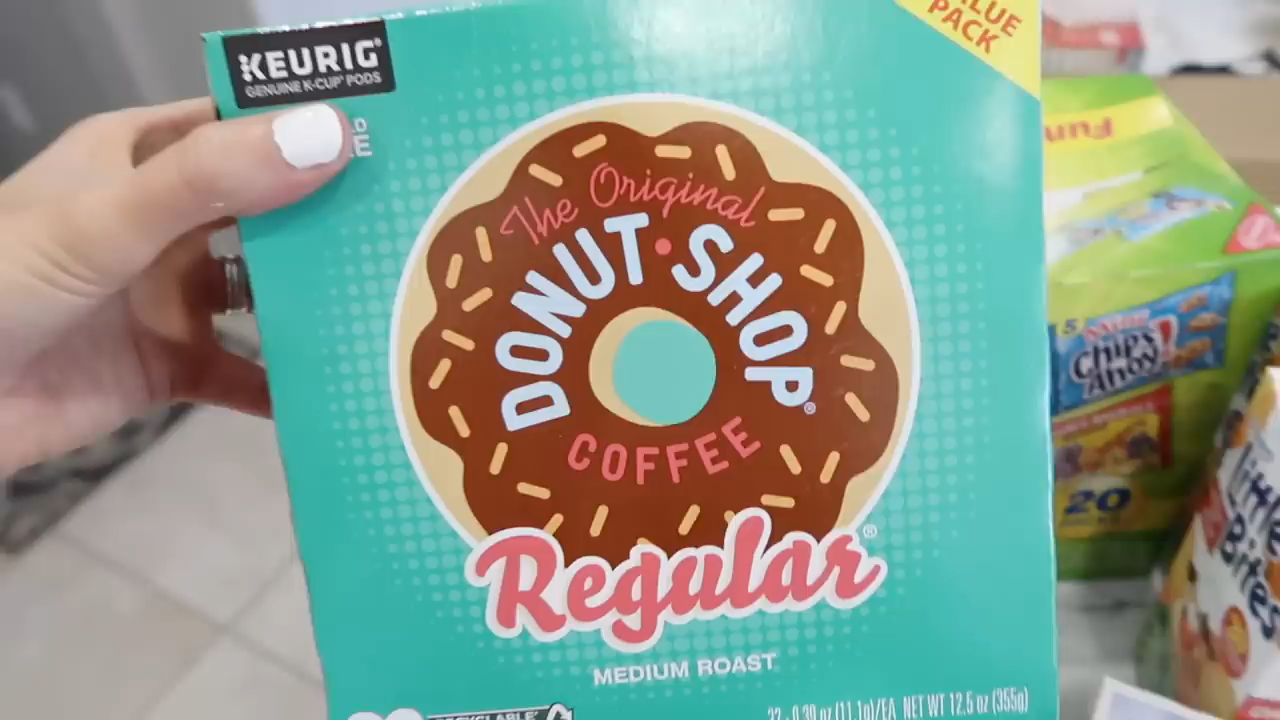 KEURIG®
GENUINE K-CUP® PODS
VALUE
PACK
The Original
DONUT • SHOP®
COFFEE
Regular®
MEDIUM ROAST
NET WT 12.5 oz (355g)
Mini
Chips
Ahoy!
20
Little
Bites